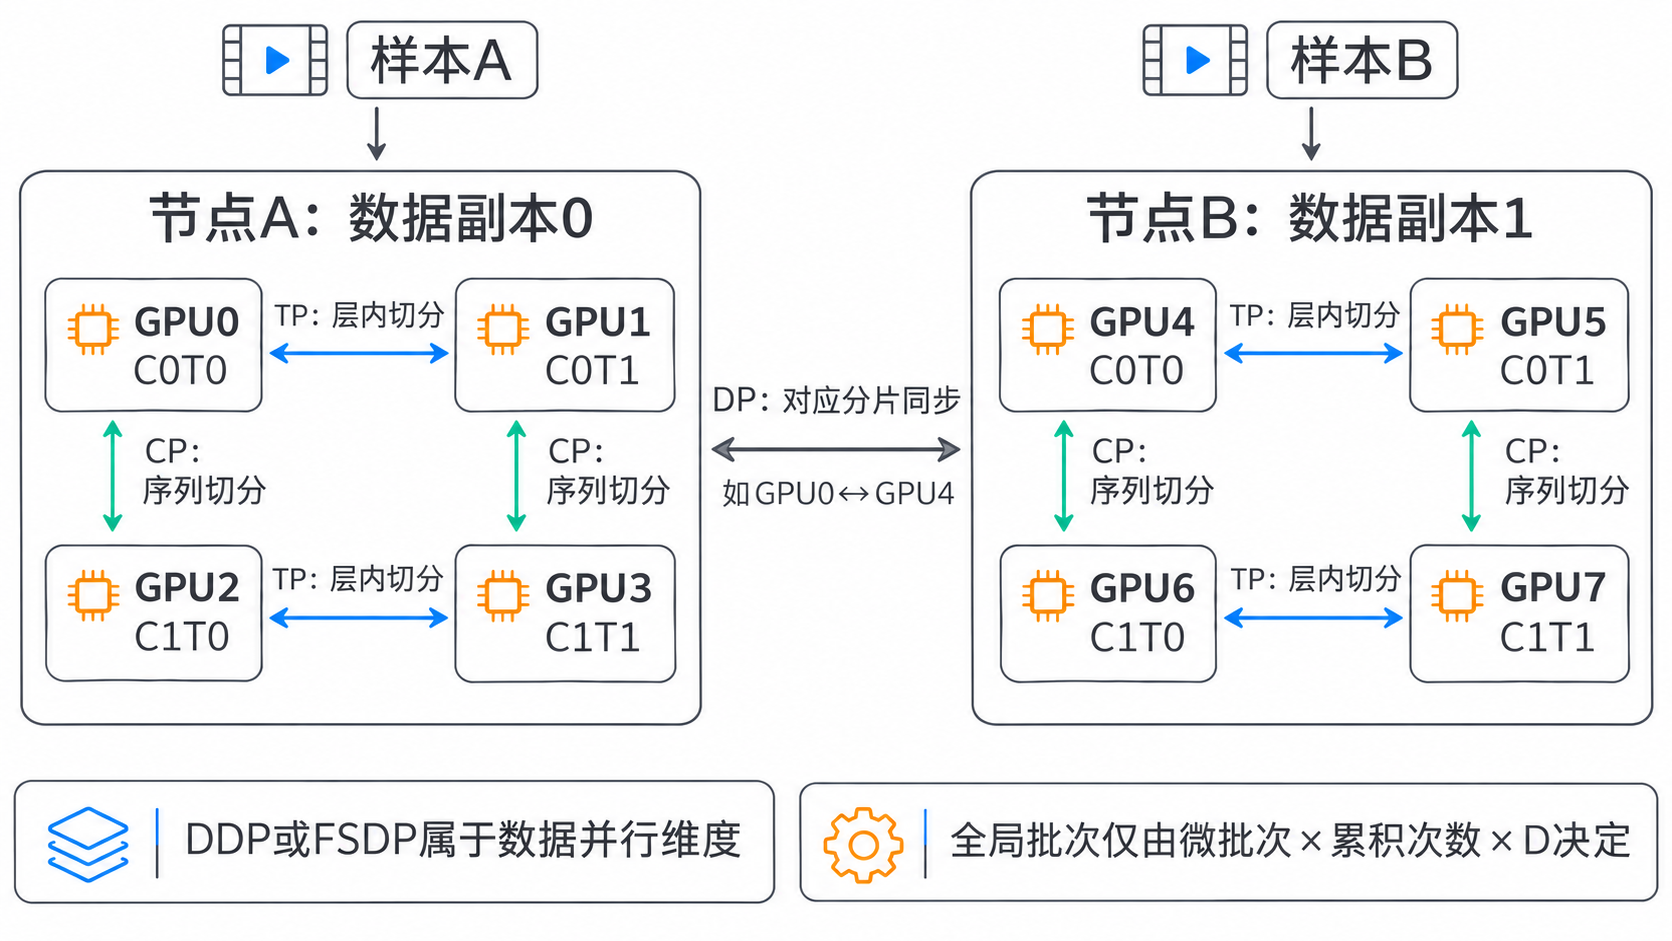 样本A
样本B
节点A：数据副本0
GPU0
C0T0
TP：层内切分
GPU1
C0T1
CP：
序列切分
CP：
序列切分
GPU2
C1T0
TP：层内切分
GPU3
C1T1
DP：对应分片同步
如GPU0↔GPU4
节点B：数据副本1
GPU4
C0T0
TP：层内切分
GPU5
C0T1
CP：
序列切分
CP：
序列切分
GPU6
C1T0
TP：层内切分
GPU7
C1T1
DDP或FSDP属于数据并行维度
全局批次仅由微批次×累积次数×D决定